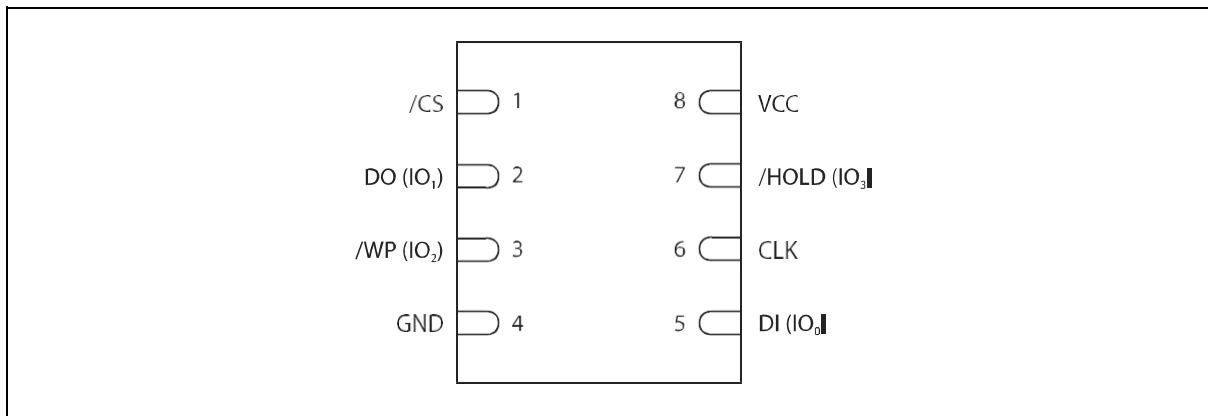 /CS 1 8 VCC
DO (IO₁) 2 7 /HOLD (IO₃
/WP (IO₂) 3 6 CLK
GND 4 5 DI (IO₀